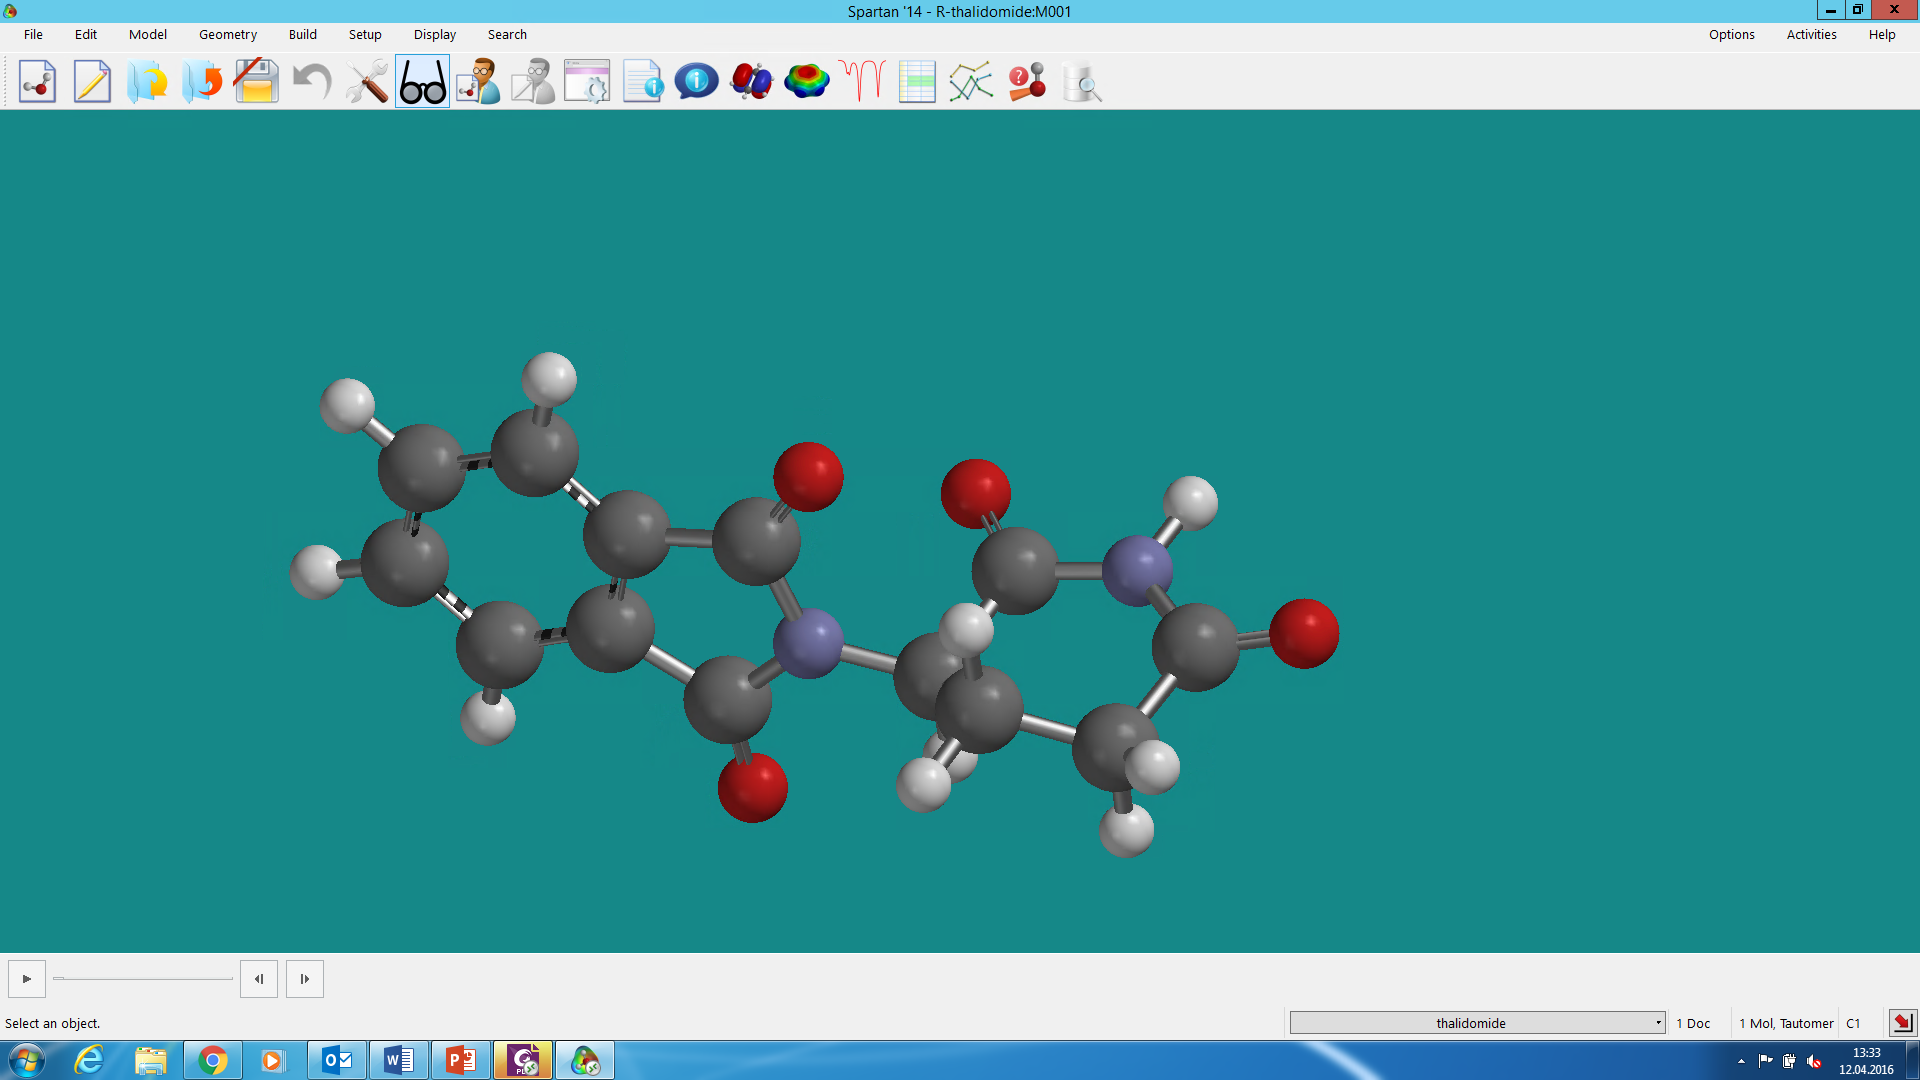 Spartan '14 - R-thalidomide:M001
File Edit Model Geometry Build Setup Display Search Options Activities Help
Select an object.
thalidomide
1 Doc
1 Mol, Tautomer
C1
13:33
12.04.2016